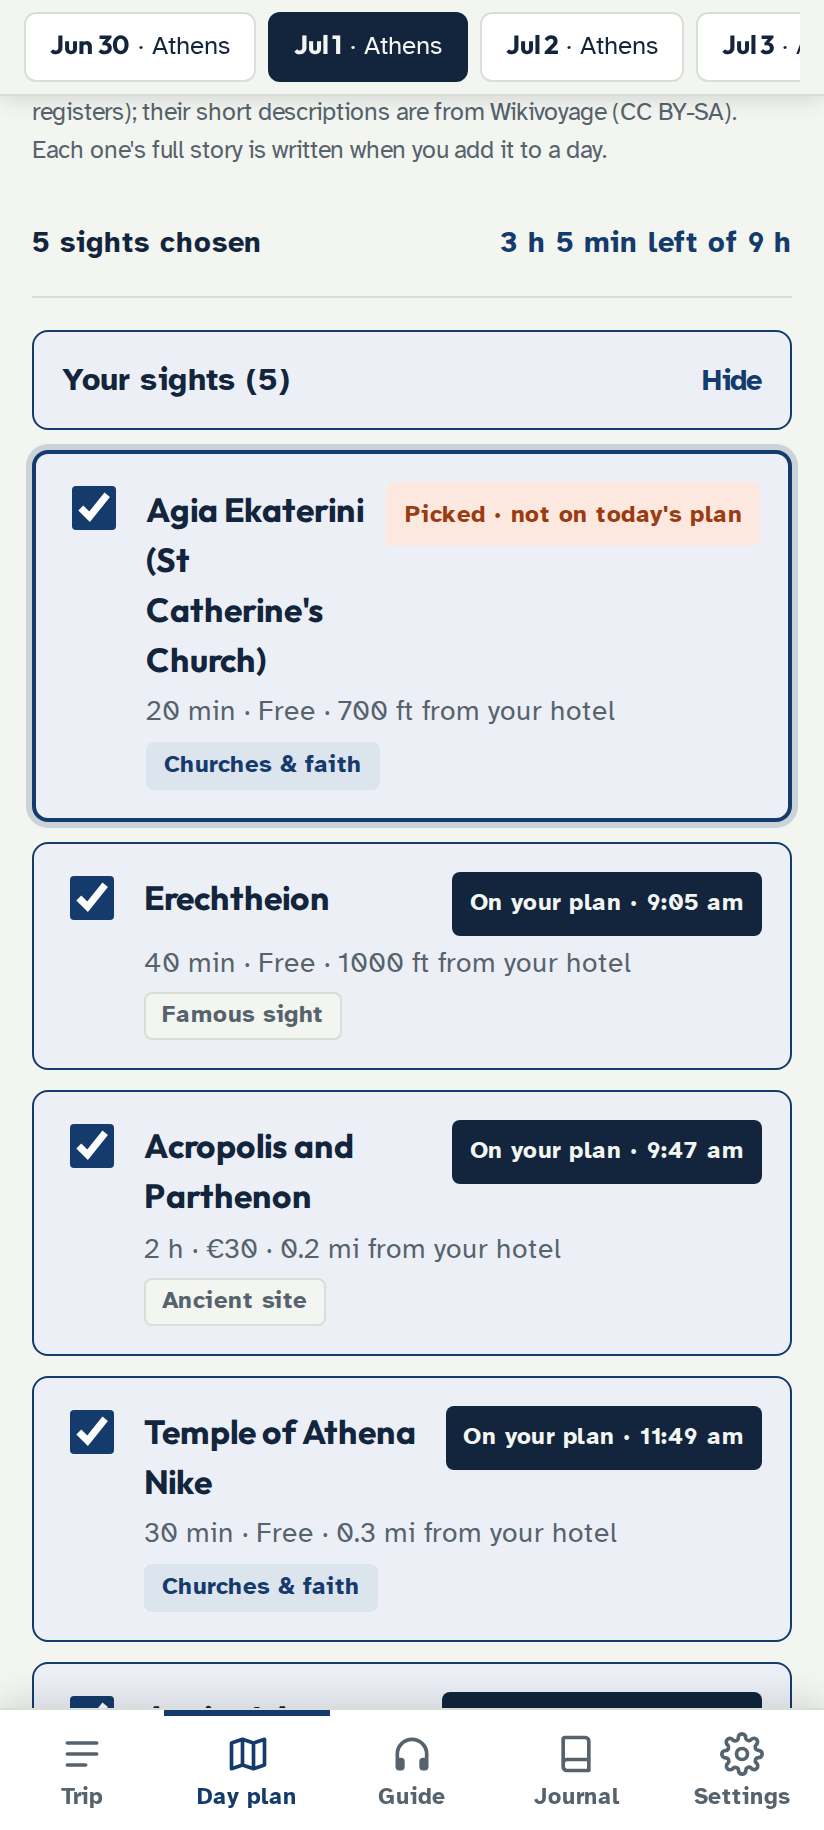 Jun 30 · Athens
Jul 1 · Athens
Jul 2 · Athens
Jul 3 ·
registers); their short descriptions are from Wikivoyage (CC BY-SA).
Each one's full story is written when you add it to a day.
5 sights chosen
3 h 5 min left of 9 h
Your sights (5)
Hide
Agia Ekaterini
(St
Catherine's
Church)
Picked · not on today's plan
20 min · Free · 700 ft from your hotel
Churches & faith
Erechtheion
On your plan · 9:05 am
40 min · Free · 1000 ft from your hotel
Famous sight
Acropolis and
Parthenon
On your plan · 9:47 am
2 h · €30 · 0.2 mi from your hotel
Ancient site
Temple of Athena
Nike
On your plan · 11:49 am
30 min · Free · 0.3 mi from your hotel
Churches & faith
Trip
Day plan
Guide
Journal
Settings